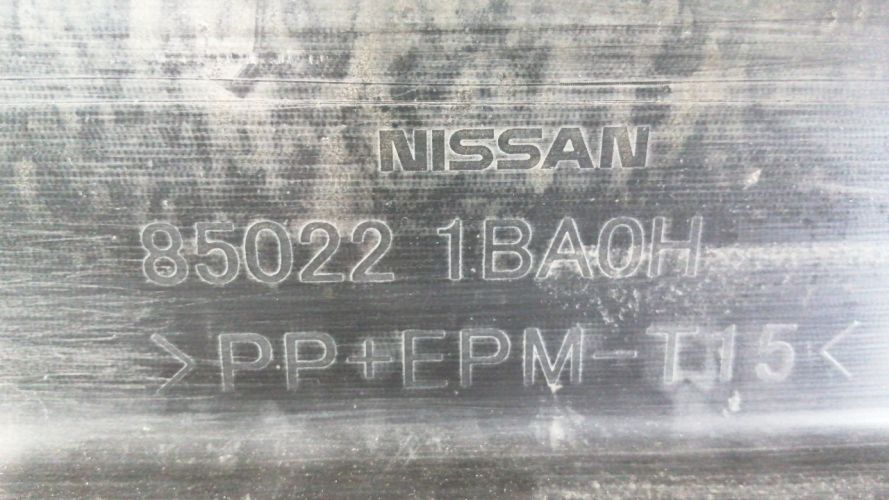 NISSAN
85022 1BA0H
>PP+EPM-T15<